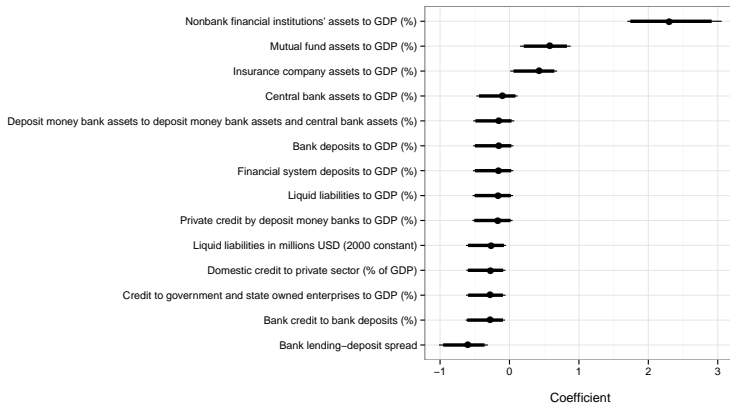 Nonbank financial institutions' assets to GDP (%)
Mutual fund assets to GDP (%)
Insurance company assets to GDP (%)
Central bank assets to GDP (%)
Deposit money bank assets to deposit money bank assets and central bank assets (%)
Bank deposits to GDP (%)
Financial system deposits to GDP (%)
Liquid liabilities to GDP (%)
Private credit by deposit money banks to GDP (%)
Liquid liabilities in millions USD (2000 constant)
Domestic credit to private sector (% of GDP)
Credit to government and state owned enterprises to GDP (%)
Bank credit to bank deposits (%)
Bank lending−deposit spread
−1 0 1 2 3
Coefficient